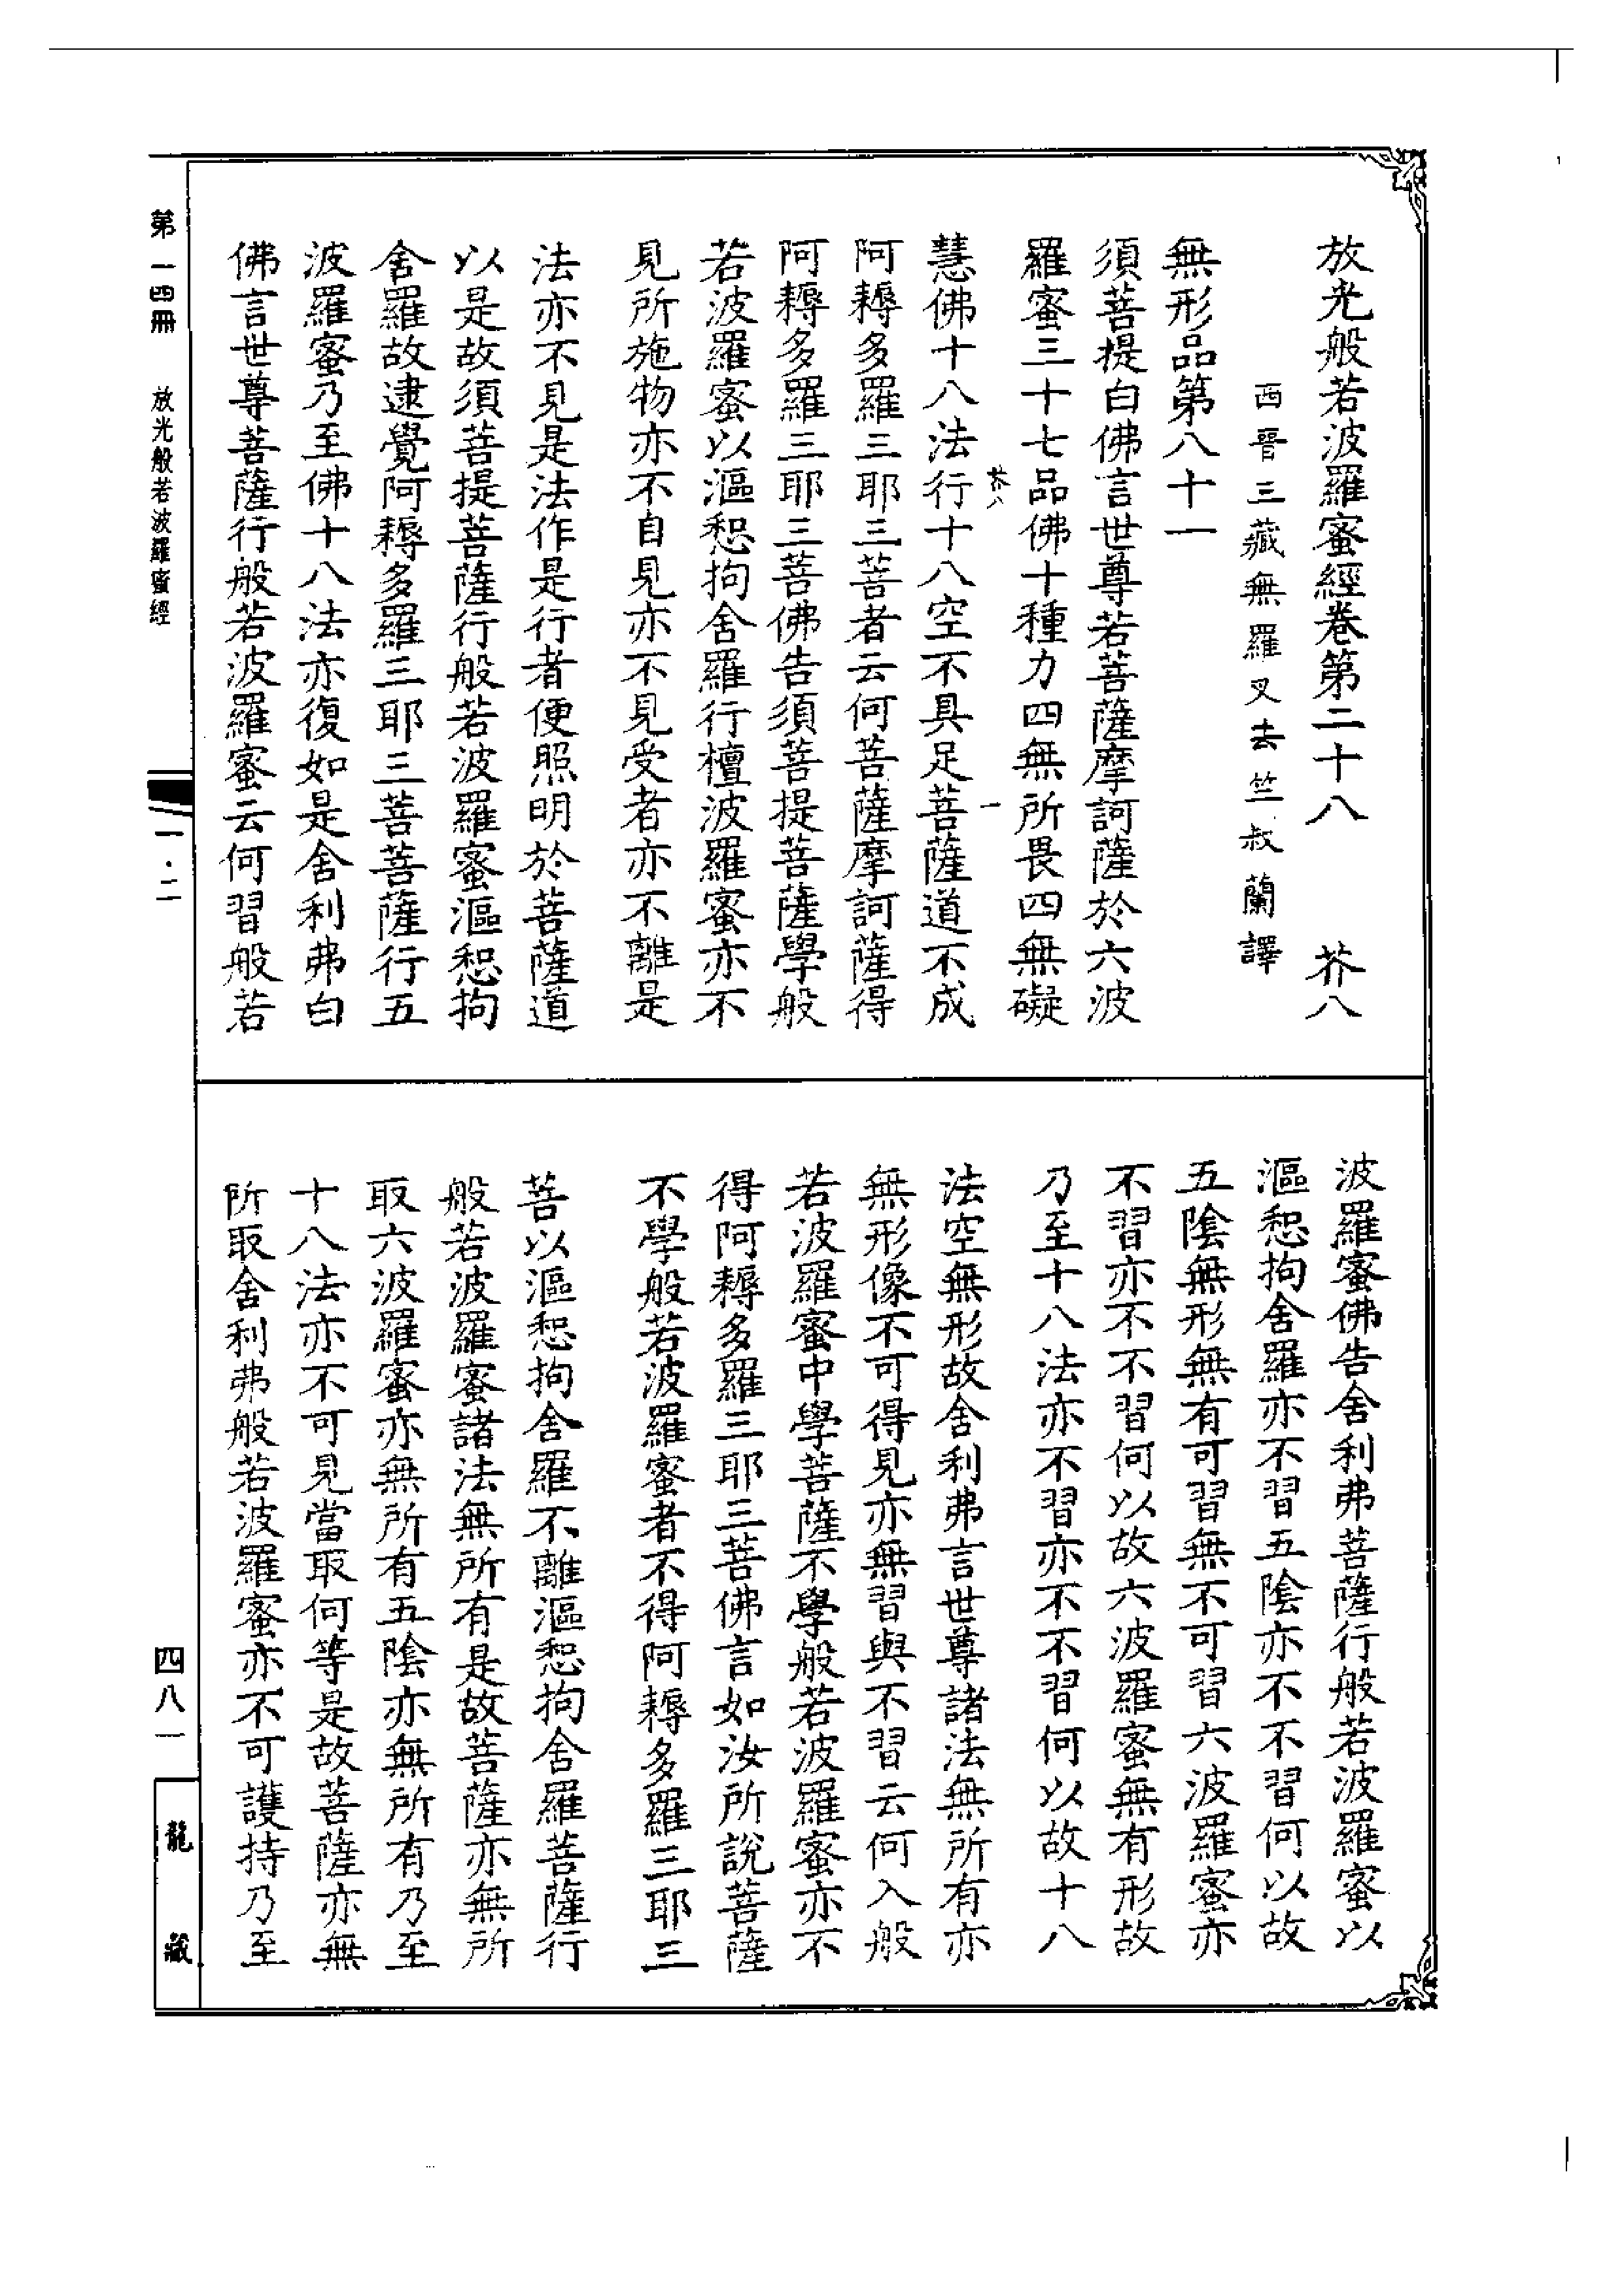 放光般若波羅蜜經卷第二十八　芥八
西晉三藏無羅叉去竺叔蘭譯
無形品第八十一
須菩提白佛言世尊若菩薩摩訶薩於六波
羅蜜三十七品佛十種力四無所畏四無礙
芥八　一
慧佛十八法行十八空不具足菩薩道不成
阿耨多羅三耶三菩者云何菩薩摩訶薩得
阿耨多羅三耶三菩佛告須菩提菩薩學般
若波羅蜜以漚惒拘舍羅行檀波羅蜜亦不
見所施物亦不自見亦不見受者亦不離是
法亦不見是法作是行者便照明於菩薩道
以是故須菩提菩薩行般若波羅蜜漚惒拘
舍羅故逮覺阿耨多羅三耶三菩菩薩行五
波羅蜜乃至佛十八法亦復如是舍利弗白
佛言世尊菩薩行般若波羅蜜云何習般若
波羅蜜佛告舍利弗菩薩行般若波羅蜜以
漚惒拘舍羅亦不習五陰亦不不習何以故
五陰無形無有可習無不可習六波羅蜜亦
不習亦不不習何以故六波羅蜜無有形故
乃至十八法亦不習亦不不習何以故十八
法空無形故舍利弗言世尊諸法無所有亦
無形像不可得見亦無習與不習云何入般
若波羅蜜中學菩薩不學般若波羅蜜亦不
得阿耨多羅三耶三菩佛言如汝所說菩薩
不學般若波羅蜜者不得阿耨多羅三耶三
菩以漚惒拘舍羅不離漚惒拘舍羅菩薩行
般若波羅蜜諸法無所有是故菩薩亦無所
取六波羅蜜亦無所有五陰亦無所有乃至
十八法亦不可見當取何等是故菩薩亦無
所取舍利弗般若波羅蜜亦不可護持乃至
第一四冊　放光般若波羅蜜經
一·二
四八一
龍藏